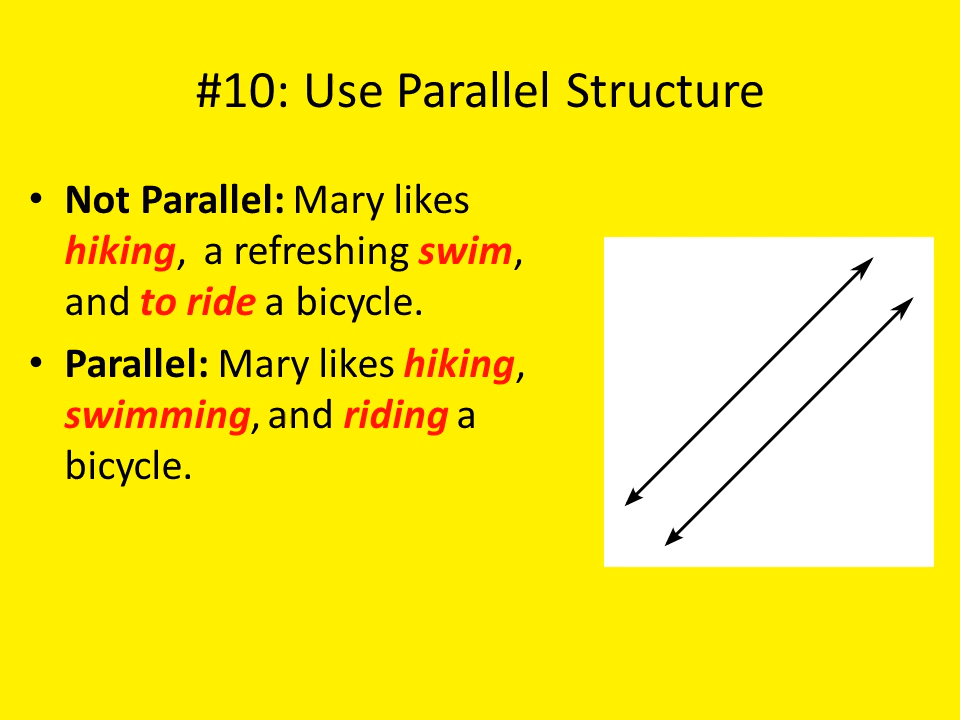 #10: Use Parallel Structure
• Not Parallel: Mary likes
hiking,  a refreshing swim,
and to ride a bicycle.
• Parallel: Mary likes hiking,
swimming, and riding a
bicycle.